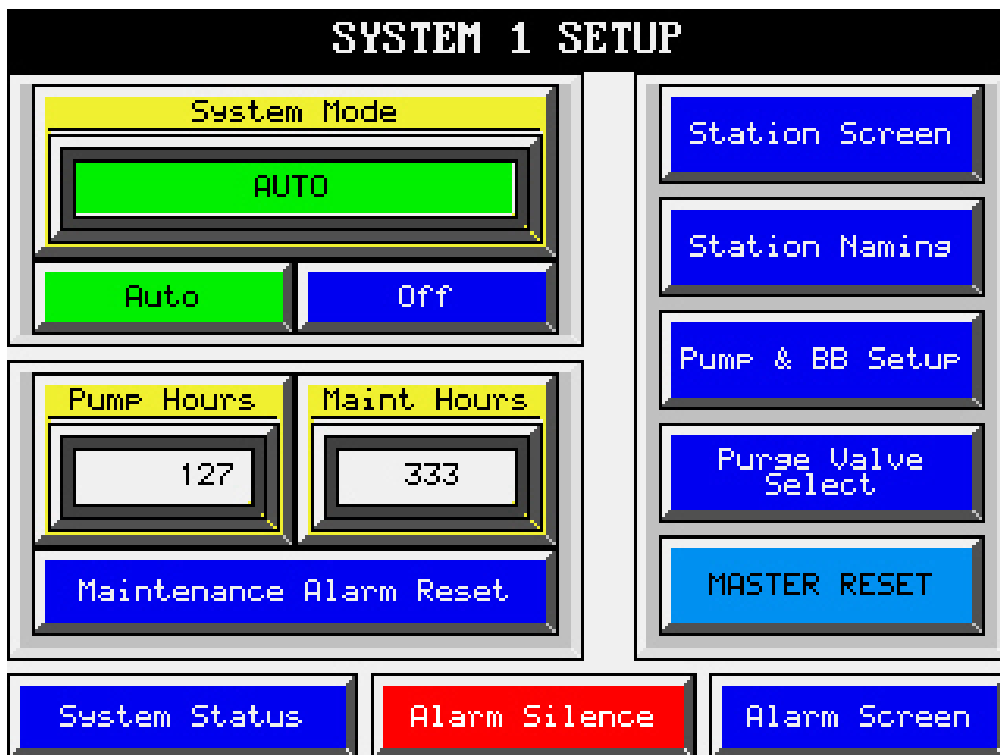 SYSTEM 1 SETUP
System Mode
AUTO
Auto
Off
Pump Hours
Maint Hours
127
333
Maintenance Alarm Reset
Station Screen
Station Naming
Pump & BB Setup
Purge Valve
Select
MASTER RESET
System Status
Alarm Silence
Alarm Screen